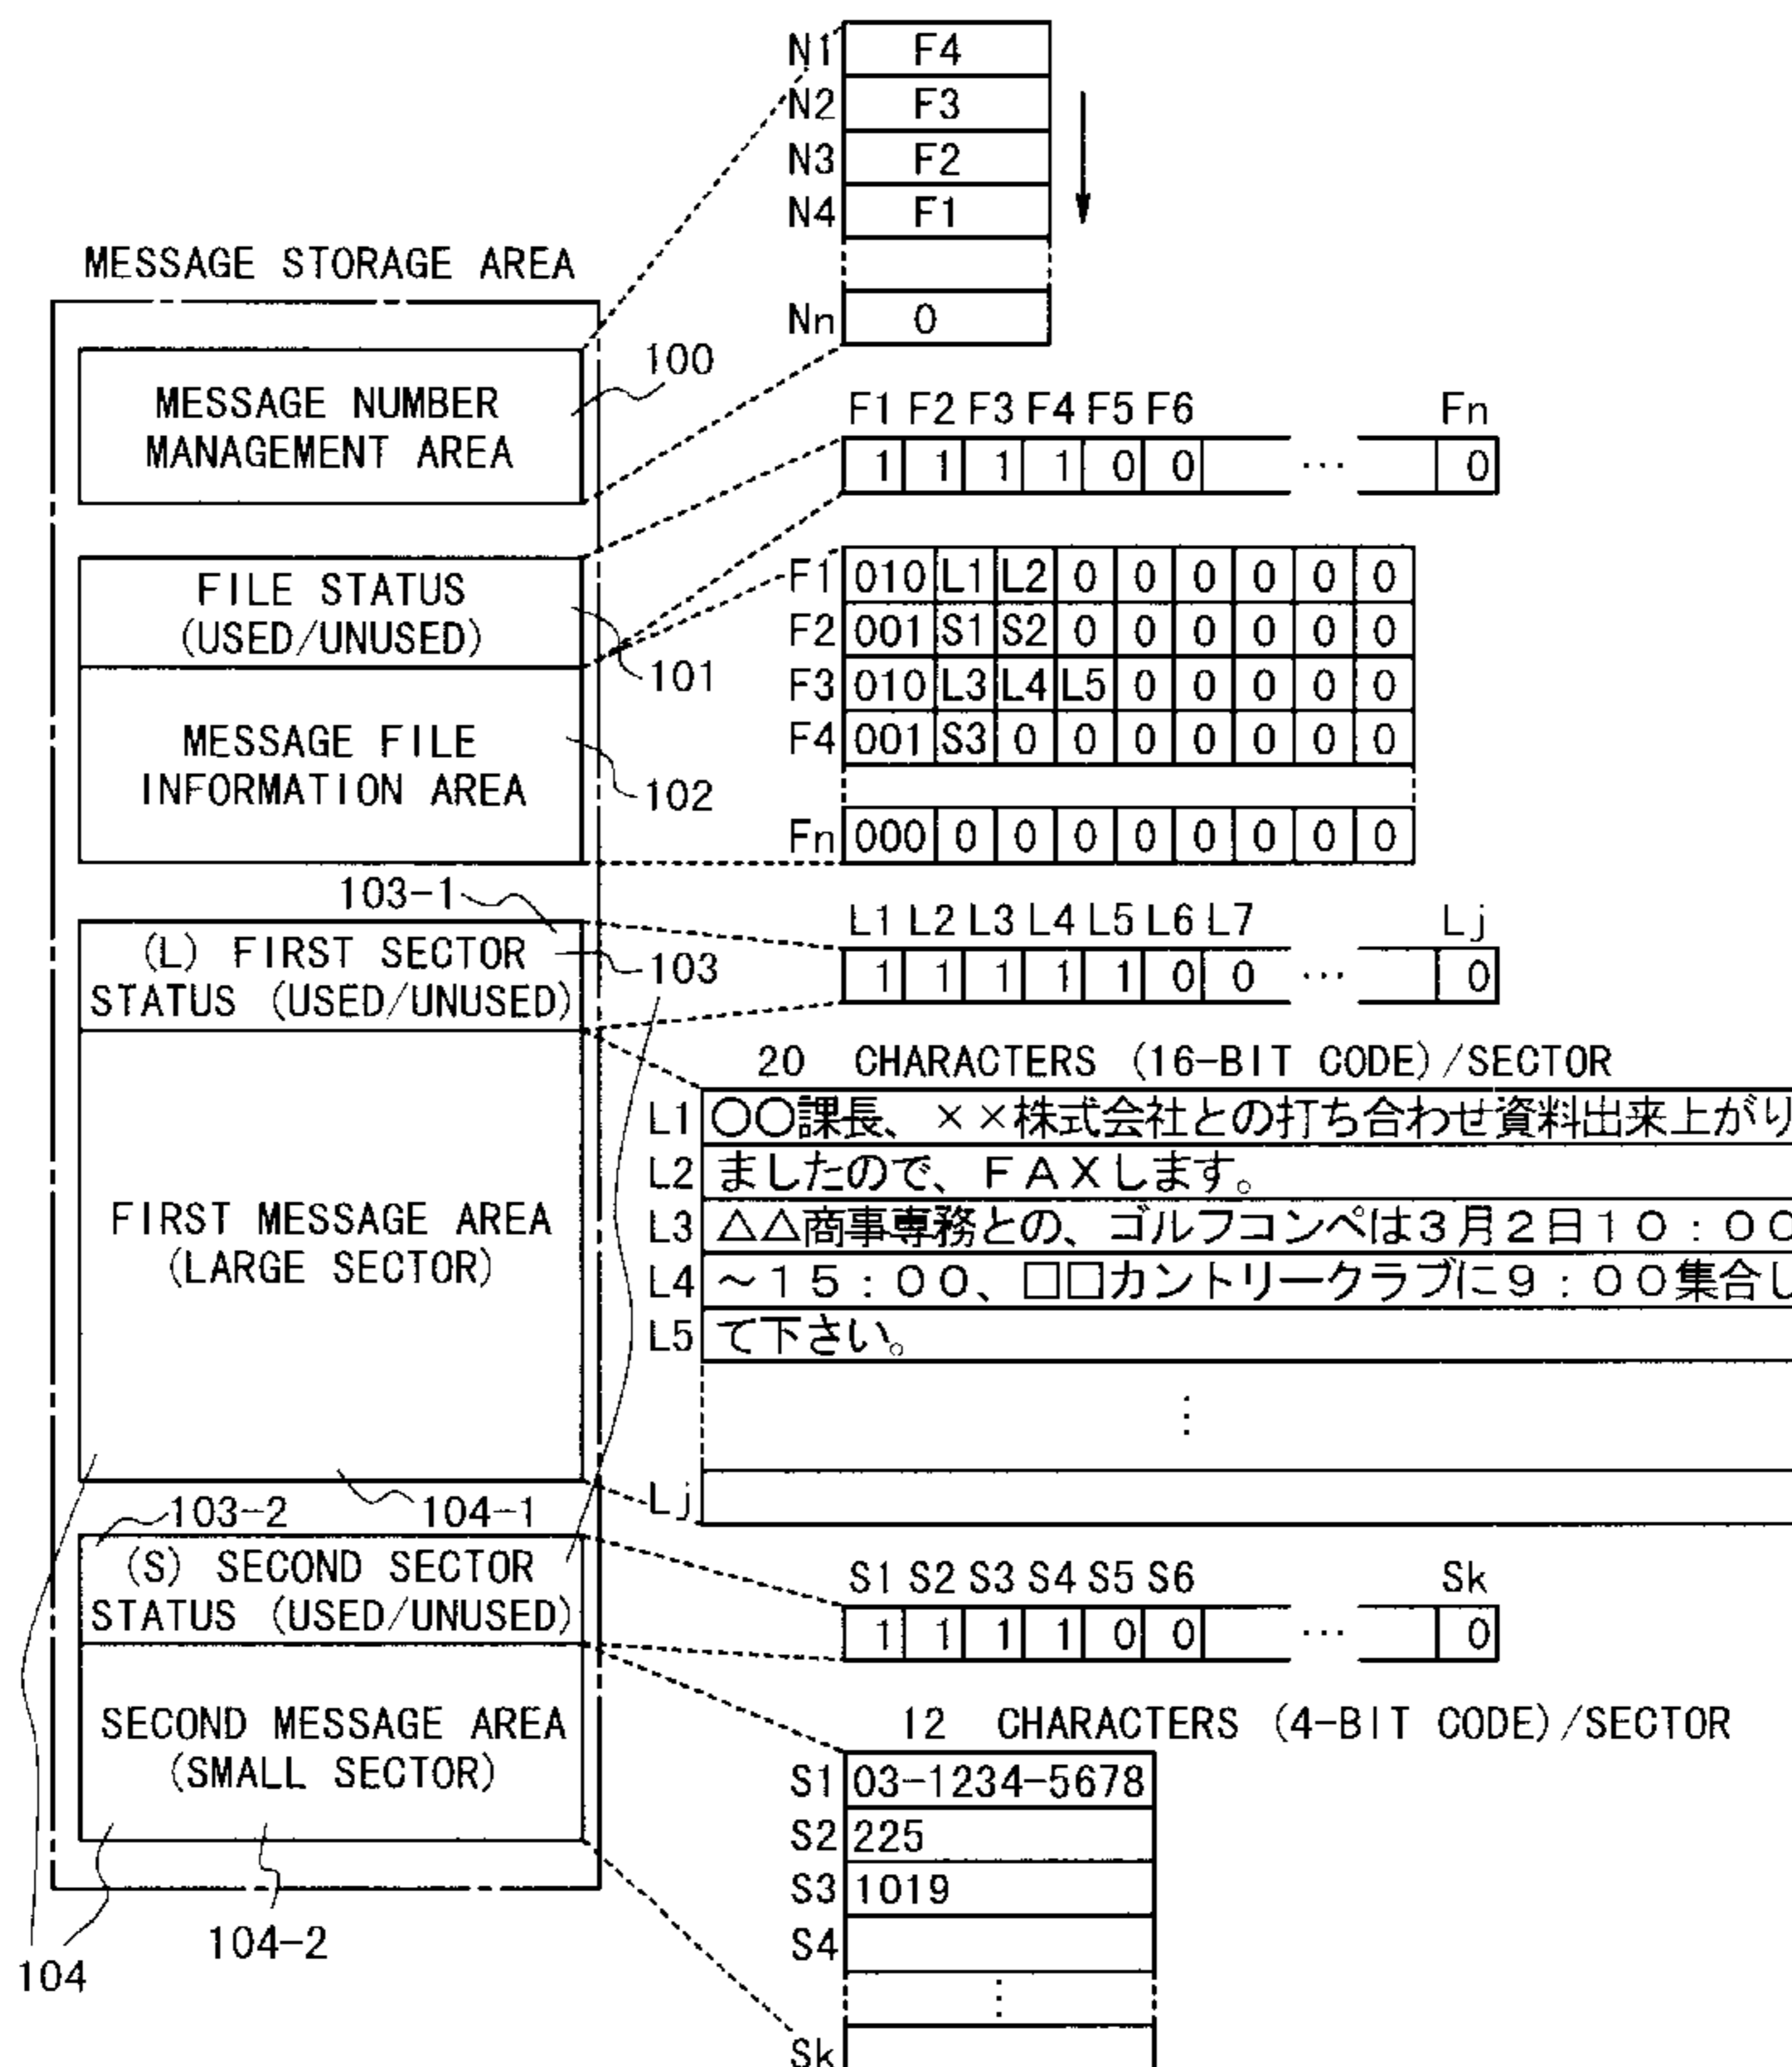 MESSAGE STORAGE AREA
MESSAGE NUMBER
MANAGEMENT AREA
100
FILE STATUS
(USED/UNUSED)
101
MESSAGE FILE
INFORMATION AREA
102
103-1
(L) FIRST SECTOR
STATUS (USED/UNUSED)
103
FIRST MESSAGE AREA
(LARGE SECTOR)
103-2
104-1
(S) SECOND SECTOR
STATUS (USED/UNUSED)
SECOND MESSAGE AREA
(SMALL SECTOR)
104-2
104
N1 F4
N2 F3
N3 F2
N4 F1
Nn 0
F1 F2 F3 F4 F5 F6 Fn
1 1 1 1 0 0 ... 0
F1 010 L1 L2 0 0 0 0 0 0
F2 001 S1 S2 0 0 0 0 0 0
F3 010 L3 L4 L5 0 0 0 0 0
F4 001 S3 0 0 0 0 0 0 0
Fn 000 0 0 0 0 0 0 0 0
L1 L2 L3 L4 L5 L6 L7 Lj
1 1 1 1 1 0 0 ... 0
20 CHARACTERS (16-BIT CODE)/SECTOR
L1 〇〇課長、××株式会社との打ち合わせ資料出来上がり
L2 ましたので、FAXします。
L3 △△商事専務との、ゴルフコンペは3月2日10:00
L4 ~15:00、□□カントリークラブに9:00集合し
L5 て下さい。
Lj
S1 S2 S3 S4 S5 S6 Sk
1 1 1 1 0 0 ... 0
12 CHARACTERS (4-BIT CODE)/SECTOR
S1 03-1234-5678
S2 225
S3 1019
S4
Sk